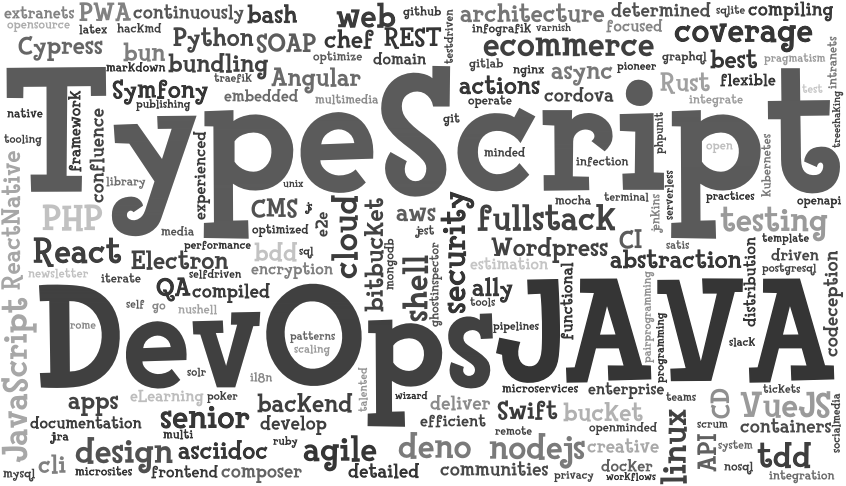 extranets PWA continuously bash web github architecture determined sqlite compiling
opensource latex hackmd Python SOAP chef REST testdriven infografik varnish focused coverage
Cypress bun bundling optimize domain ecommerce graphql best pragmatism intranets
markdown traefik Angular gitlab nginx async pioneer Rust flexible test
Symfony embedded multimedia actions cordova integrate treeshaking
publishing operate
TypeScript
native framework git
tooling confluence experienced minded infection phpunit open Kubernetes
ReactNative library unix mocha terminal serverless practices openapi
PHP media CMS js e2e cloud bitbucket aws jest security fullstack jenkins testing
optimized CI satis template
React performance bdd sql mongodb Wordpress abstraction distribution driven
Electron shell ghostinspector estimation postgresql codeception
newsletter iterate selfdriven encryption functional
JavaScript QA compiled ally pairprogramming
self go nushell tools
DevOps JAVA
rome patterns pipelines programming slack
scaling
solr i18n talented microservices enterprise teams tickets
apps eLearning poker backend wizard deliver Swift bucket linux CD VueJS socialmedia
documentation senior develop efficient openminded API scrum containers
jra multi ruby remote
design asciidoc agile deno nodejs creative system tdd
mysql cli microsites frontend composer detailed communities privacy docker workflows nosql integration